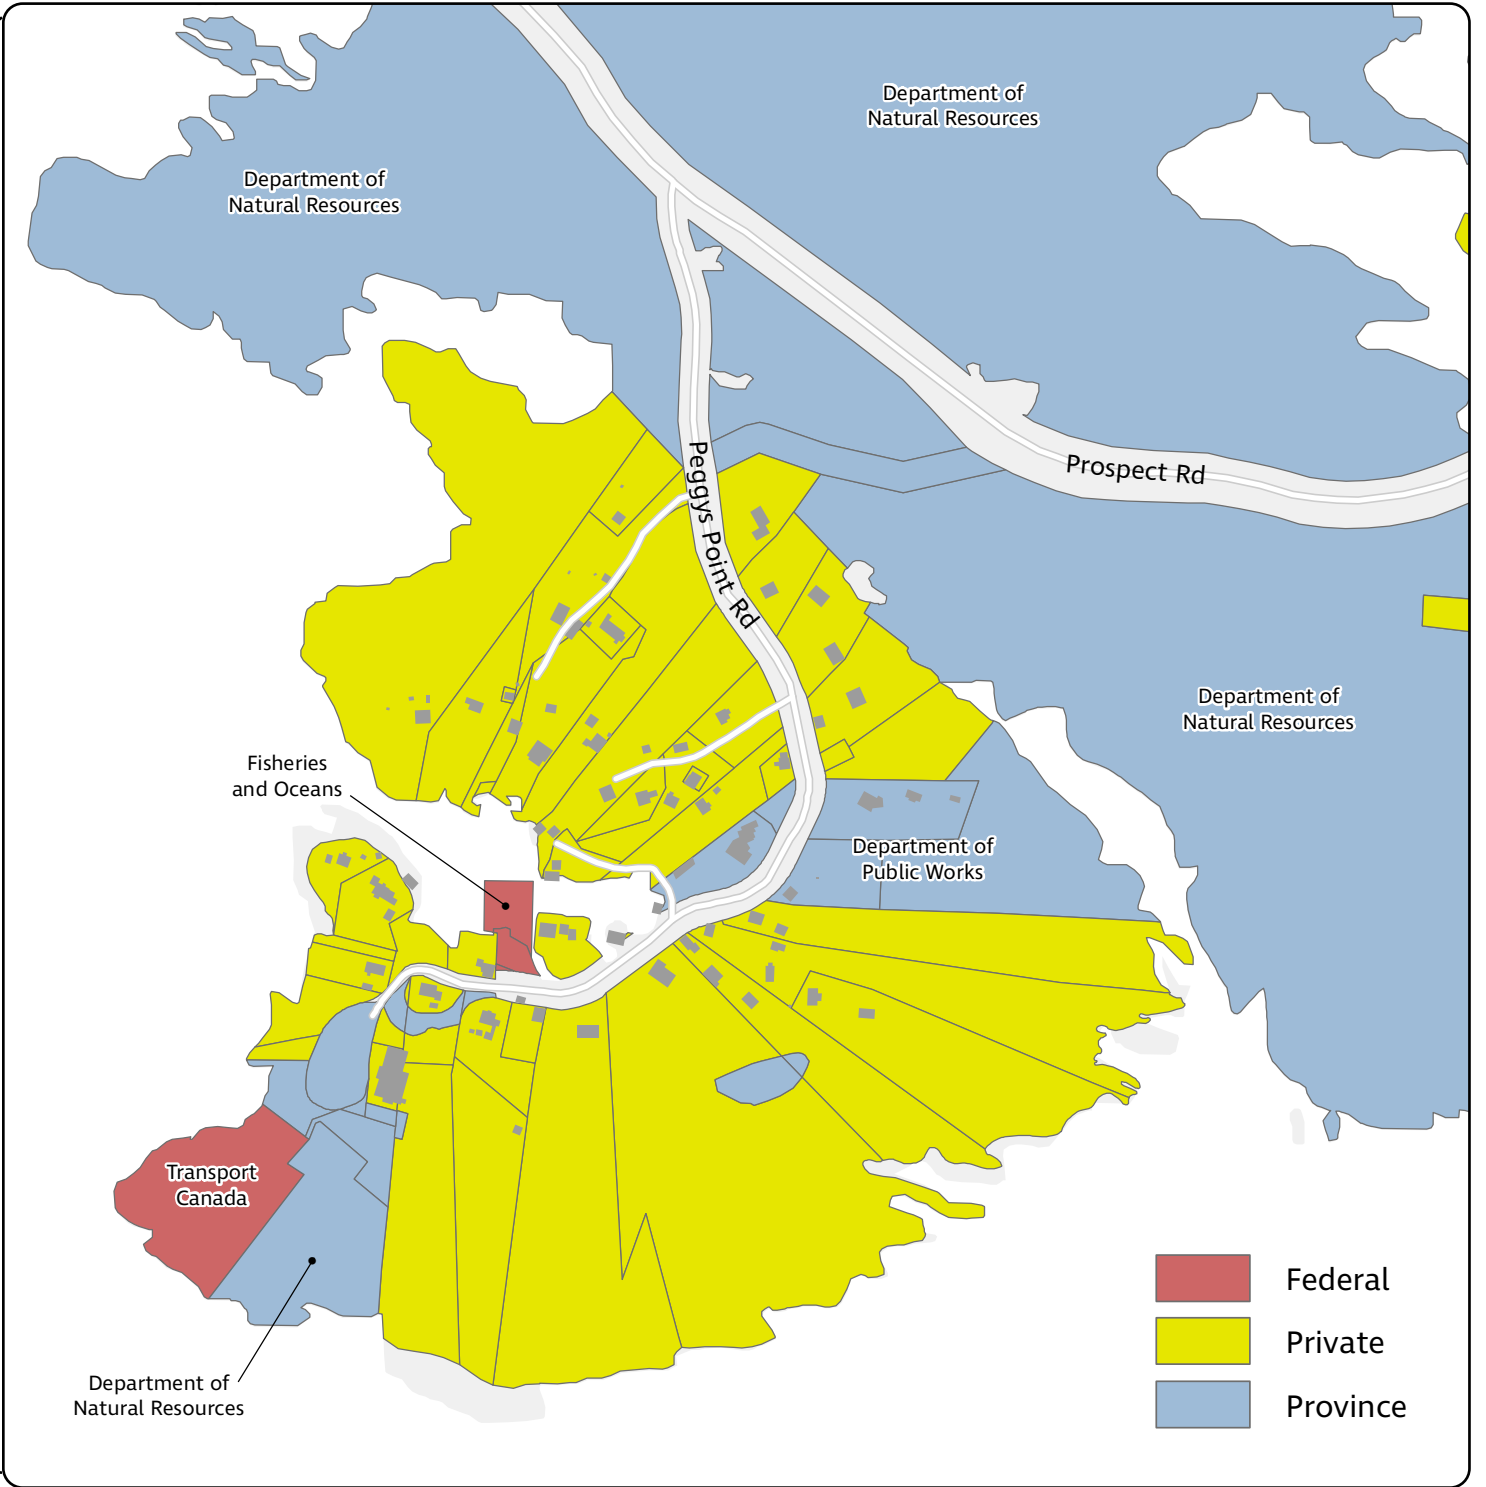 Department of
Natural Resources
Department of
Natural Resources
Prospect Rd
Peggys Point Rd
Department of
Natural Resources
Fisheries
and Oceans
Department of
Public Works
Transport
Canada
Department of
Natural Resources
Federal
Private
Province